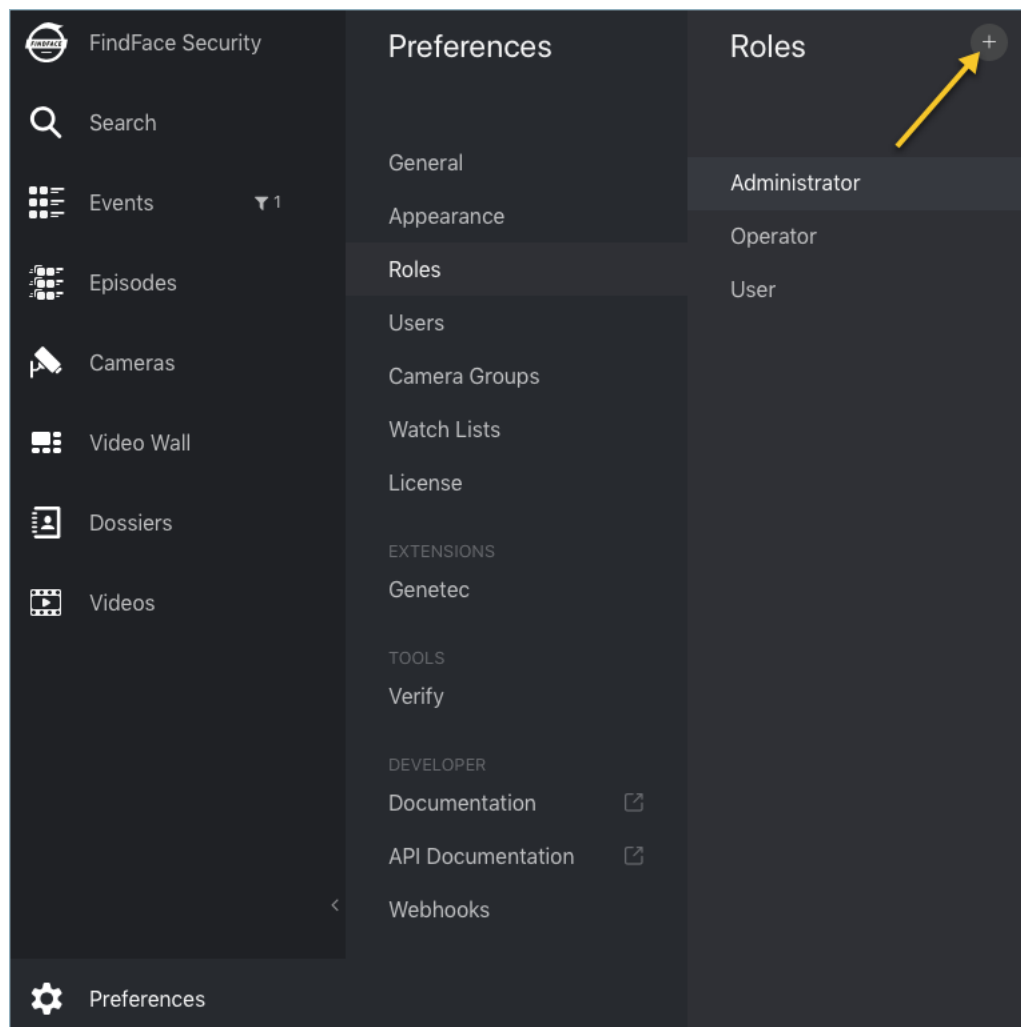 FINDFACE
FindFace Security
Search
Events
1
Episodes
Cameras
Video Wall
Dossiers
Videos
Preferences
Preferences
General
Appearance
Roles
Users
Camera Groups
Watch Lists
License
EXTENSIONS
Genetec
TOOLS
Verify
DEVELOPER
Documentation
API Documentation
Webhooks
Roles
+
Administrator
Operator
User